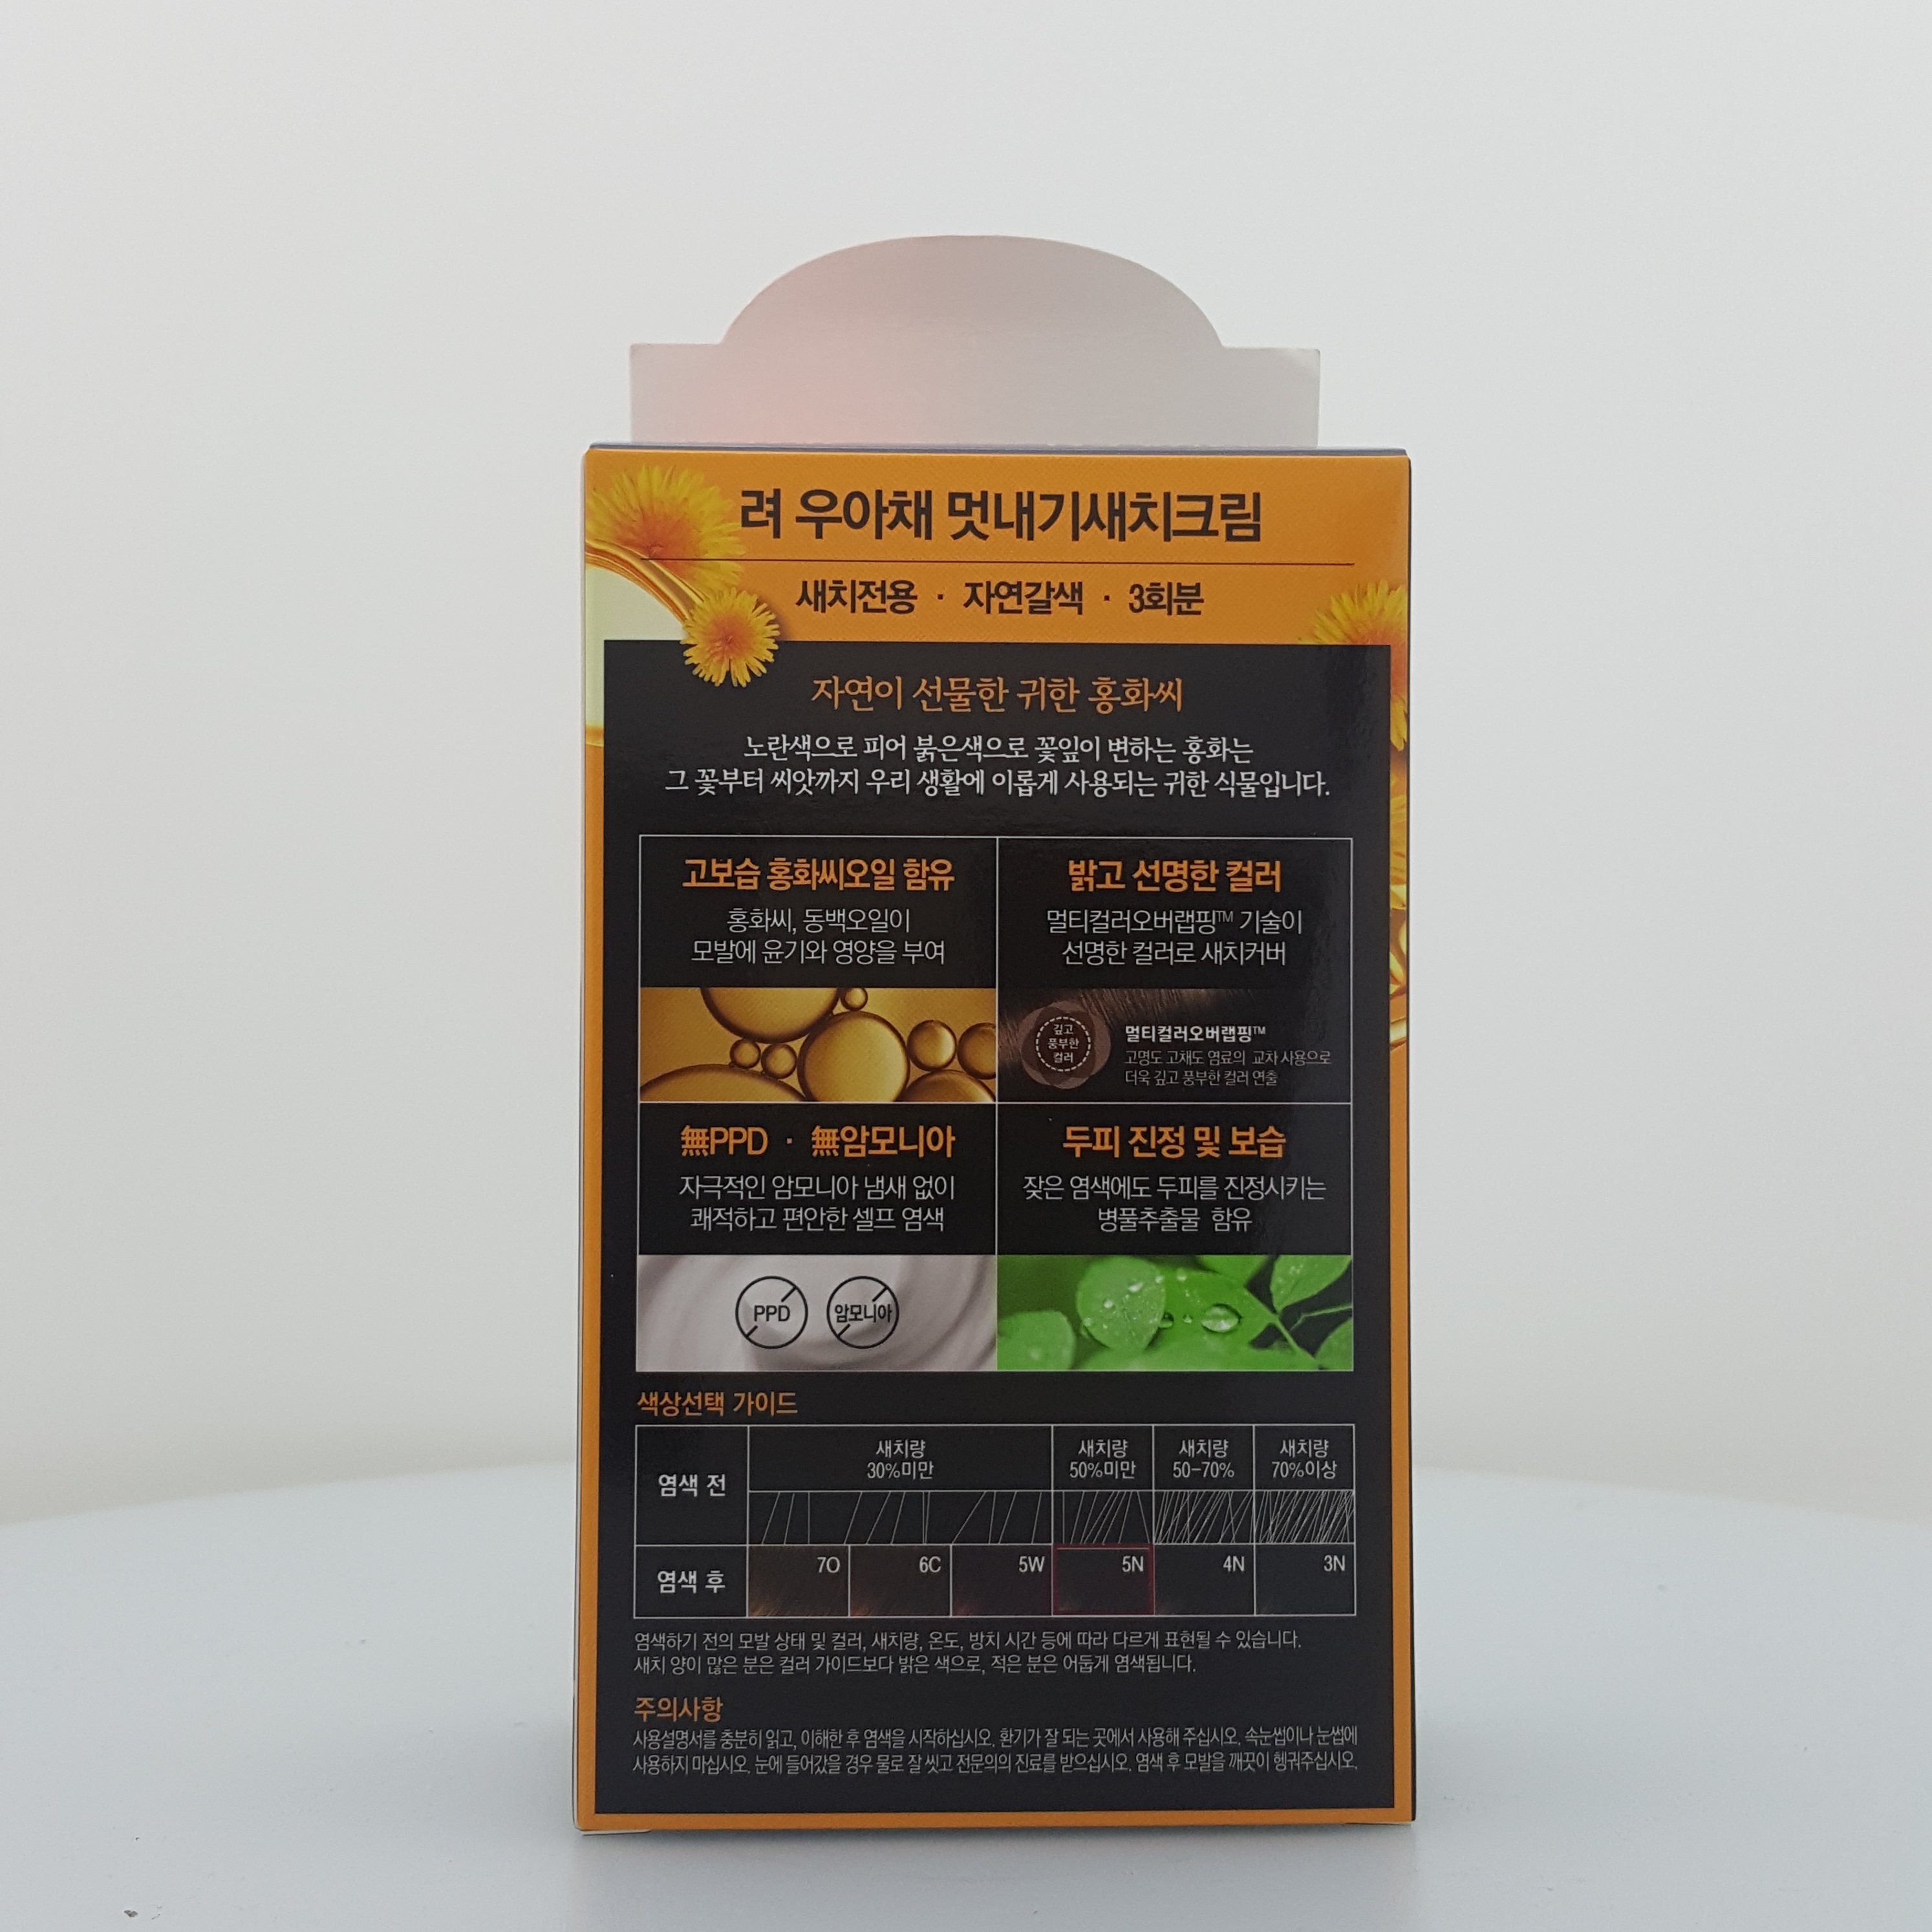 려 우아채 멋내기새치크림
새치전용 · 자연갈색 · 3회분
자연이 선물한 귀한 홍화씨
노란색으로 피어 붉은색으로 꽃잎이 변하는 홍화는
그 꽃부터 씨앗까지 우리 생활에 이롭게 사용되는 귀한 식물입니다.
고보습 홍화씨오일 함유
홍화씨, 동백오일이
모발에 윤기와 영양을 부여
밝고 선명한 컬러
멀티컬러오버랩핑™ 기술이
선명한 컬러로 새치커버
깊고
풍부한
컬러
멀티컬러오버랩핑™
고명도 고채도 염료의 교차 사용으로
더욱 깊고 풍부한 컬러 연출
無PPD · 無암모니아
자극적인 암모니아 냄새 없이
쾌적하고 편안한 셀프 염색
PPD 암모니아
두피 진정 및 보습
잦은 염색에도 두피를 진정시키는
병풀추출물 함유
색상선택 가이드
염색 전
새치량
30%미만
새치량
50%미만
새치량
50-70%
새치량
70%이상
염색 후
7O 6C 5W 5N 4N 3N
염색하기 전의 모발 상태 및 컬러, 새치량, 온도, 방치 시간 등에 따라 다르게 표현될 수 있습니다.
새치 양이 많은 분은 컬러 가이드보다 밝은 색으로, 적은 분은 어둡게 염색됩니다.
주의사항
사용설명서를 충분히 읽고, 이해한 후 염색을 시작하십시오. 환기가 잘 되는 곳에서 사용해 주십시오. 속눈썹이나 눈썹에
사용하지 마십시오. 눈에 들어갔을 경우 물로 잘 씻고 전문의의 진료를 받으십시오. 염색 후 모발을 깨끗이 헹궈주십시오.